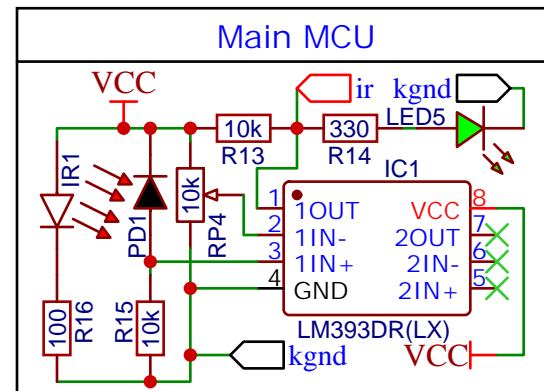 Main MCU
VCC
ir
kgnd
10k
R13
330
R14
LED5
IR1
PD1
10k
RP4
IC1
1
2
3
4
1OUT
1IN-
1IN+
GND
VCC
2OUT
2IN-
2IN+
8
7
6
5
100
R16
R15
10k
LM393DR(LX)
kgnd
VCC